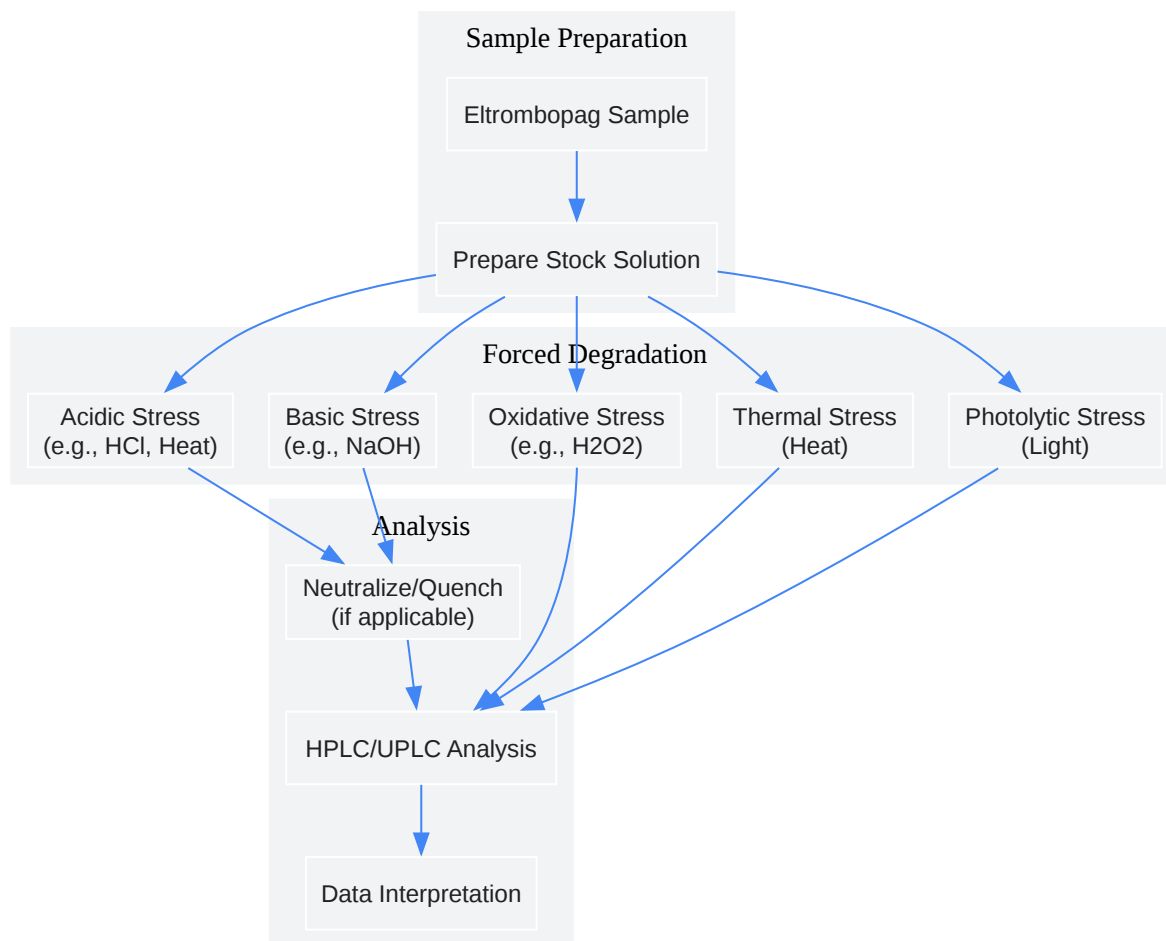 Sample Preparation
Eltrombopag Sample
Prepare Stock Solution
Forced Degradation
Acidic Stress
(e.g., HCl, Heat)
Basic Stress
(e.g., NaOH)
Oxidative Stress
(e.g., H2O2)
Thermal Stress
(Heat)
Photolytic Stress
(Light)
Analysis
Neutralize/Quench
(if applicable)
HPLC/UPLC Analysis
Data Interpretation